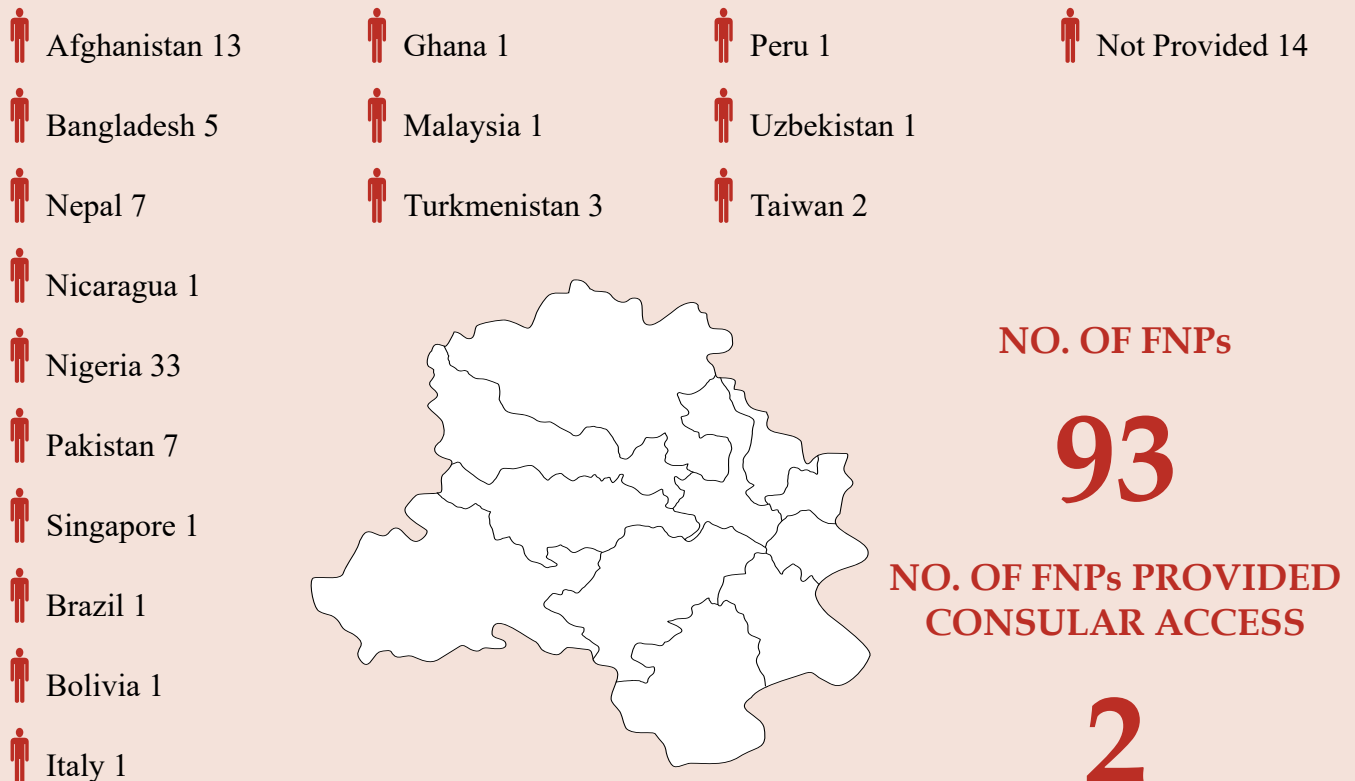 Afghanistan 13
Bangladesh 5
Nepal 7
Nicaragua 1
Nigeria 33
Pakistan 7
Singapore 1
Brazil 1
Bolivia 1
Italy 1
Ghana 1
Malaysia 1
Turkmenistan 3
Peru 1
Uzbekistan 1
Taiwan 2
Not Provided 14
NO. OF FNPs
93
NO. OF FNPs PROVIDED
CONSULAR ACCESS
2